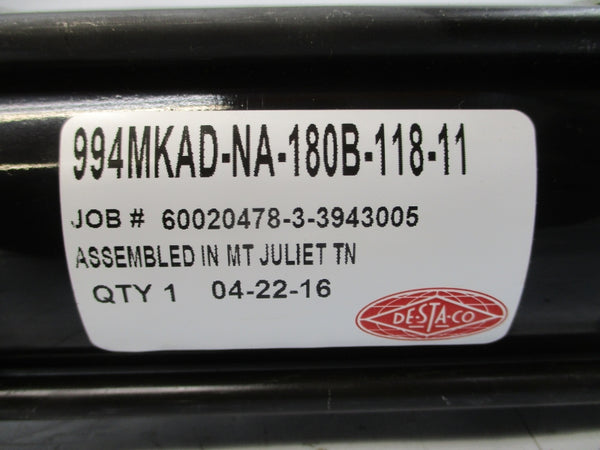 994MKAD-NA-180B-118-11
JOB # 60020478-3-3943005
ASSEMBLED IN MT JULIET TN
QTY 1 04-22-16
DE-STA-CO